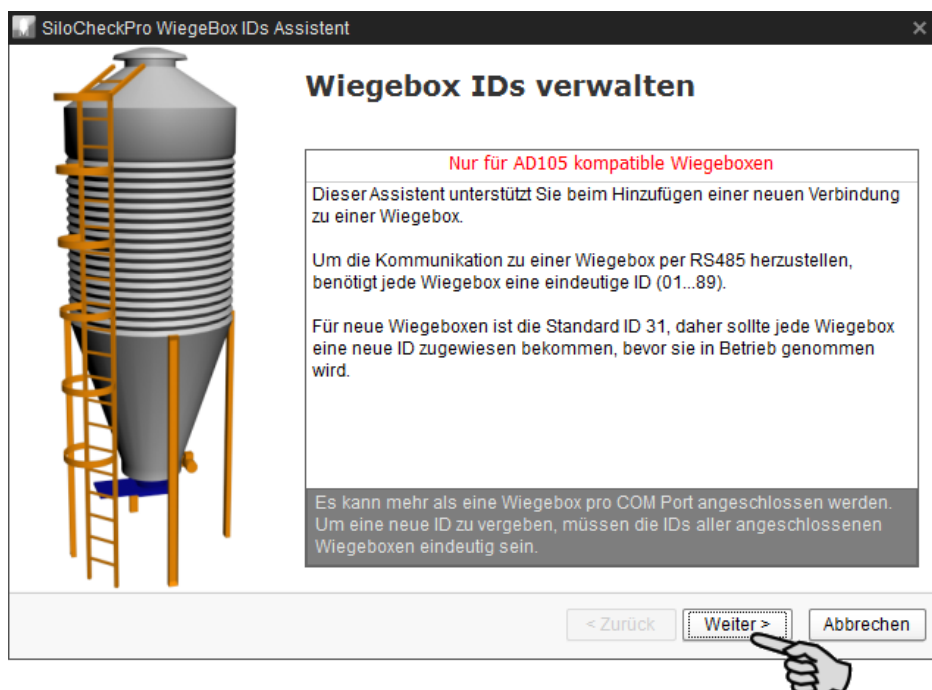 SiloCheckPro WiegeBox IDs Assistent
Wiegebox IDs verwalten
Nur für AD105 kompatible Wiegeboxen
Dieser Assistent unterstützt Sie beim Hinzufügen einer neuen Verbindung
zu einer Wiegebox.
Um die Kommunikation zu einer Wiegebox per RS485 herzustellen,
benötigt jede Wiegebox eine eindeutige ID (01...89).
Für neue Wiegeboxen ist die Standard ID 31, daher sollte jede Wiegebox
eine neue ID zugewiesen bekommen, bevor sie in Betrieb genommen
wird.
Es kann mehr als eine Wiegebox pro COM Port angeschlossen werden.
Um eine neue ID zu vergeben, müssen die IDs aller angeschlossenen
Wiegeboxen eindeutig sein.
< Zurück Weiter > Abbrechen